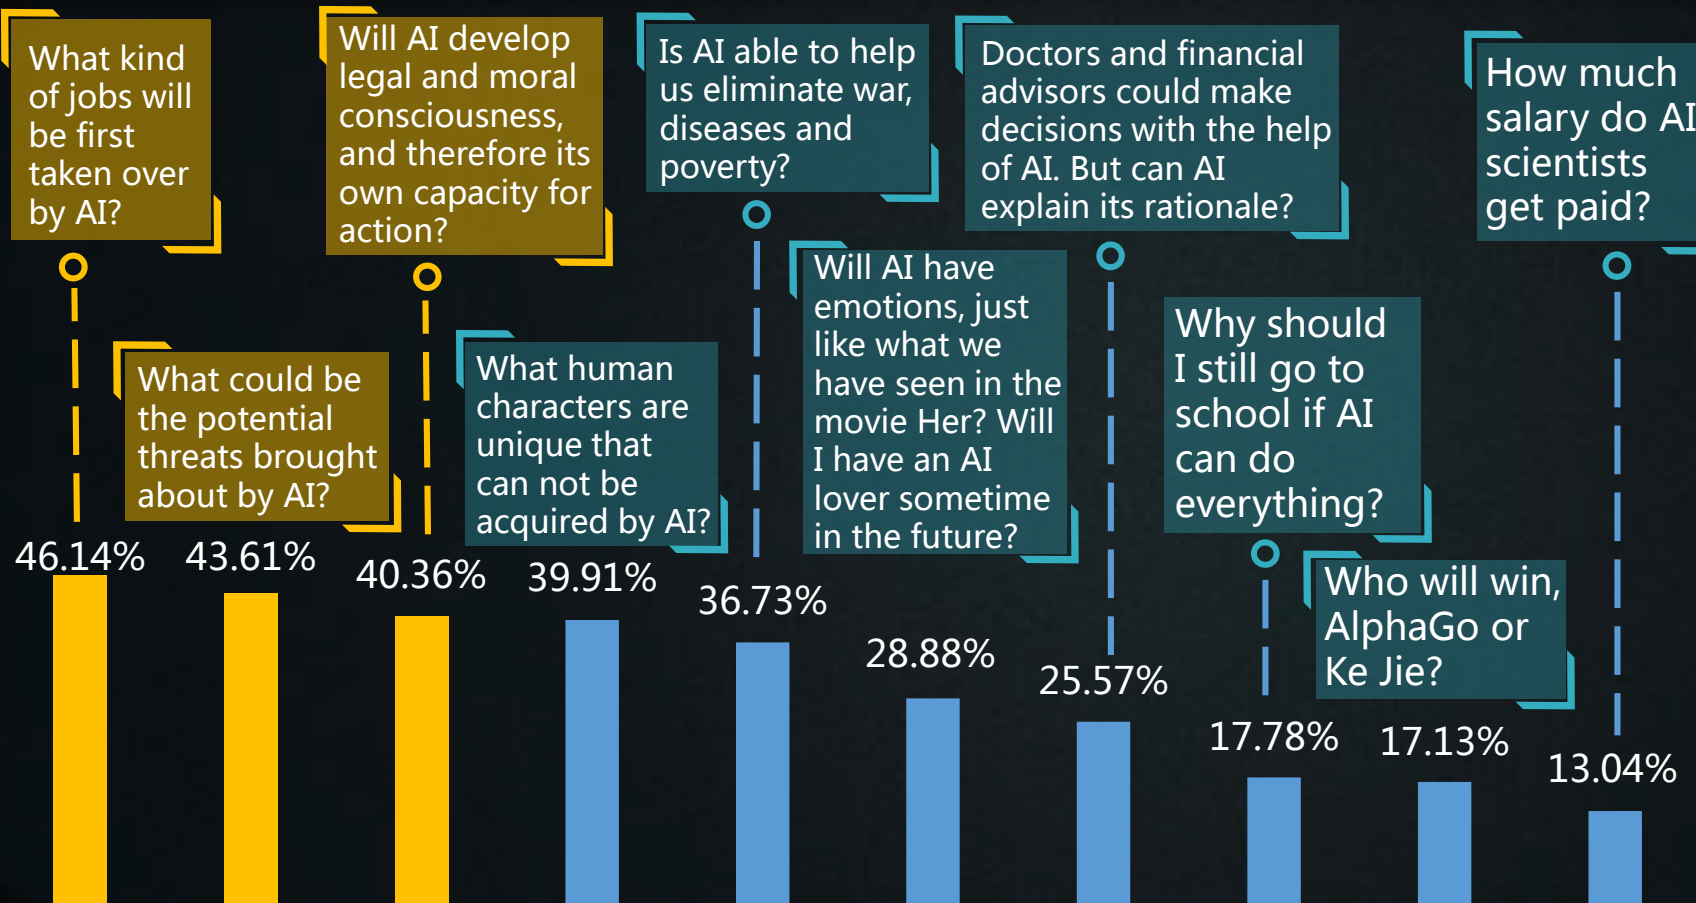 What kind
of jobs will
be first
taken over
by AI?
Will AI develop
legal and moral
consciousness,
and therefore its
own capacity for
action?
Is AI able to help
us eliminate war,
diseases and
poverty?
Doctors and financial
advisors could make
decisions with the help
of AI. But can AI
explain its rationale?
How much
salary do AI
scientists
get paid?
What could be
the potential
threats brought
about by AI?
What human
characters are
unique that
can not be
acquired by AI?
Will AI have
emotions, just
like what we
have seen in the
movie Her? Will
I have an AI
lover sometime
in the future?
Why should
I still go to
school if AI
can do
everything?
Who will win,
AlphaGo or
Ke Jie?
46.14%
43.61%
40.36%
39.91%
36.73%
28.88%
25.57%
17.78%
17.13%
13.04%